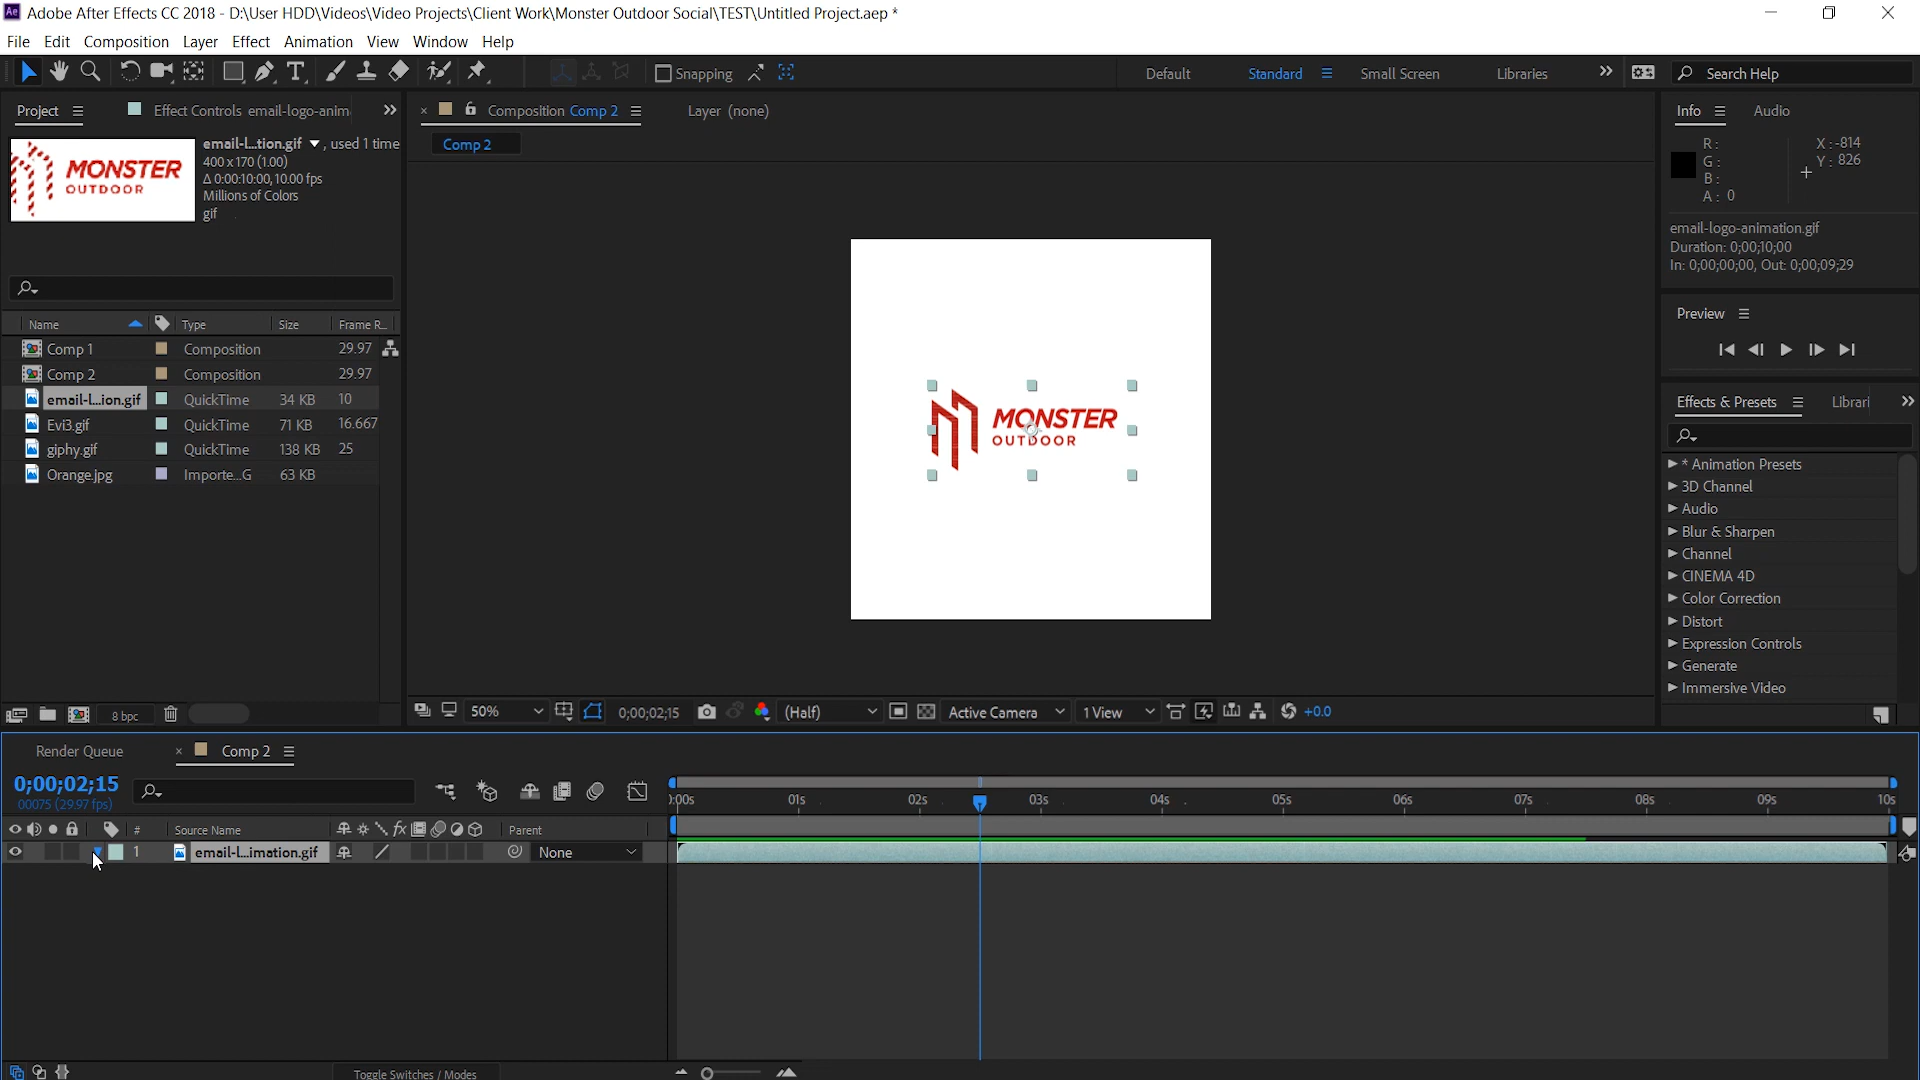 Adobe After Effects CC 2018 - D:\User HDD\Videos\Video Projects\Client Work\Monster Outdoor Social\TEST\Untitled Project.aep *
File Edit Composition Layer Effect Animation View Window Help
Snapping Default Standard Small Screen Libraries Search Help
Project Effect Controls email-logo-anim
email-l...tion.gif , used 1 time
400 x 170 (1.00)
Δ 0:00:10:00, 10.00 fps
Millions of Colors
gif
MONSTER
OUTDOOR
Name Type Size Frame R...
Comp 1 Composition 29.97
Comp 2 Composition 29.97
email-l...ion.gif QuickTime 34 KB 10
Evi3.gif QuickTime 71 KB 16.667
giphy.gif QuickTime 138 KB 25
Orange.jpg Importe...G 63 KB
8 bpc
Composition Comp 2 Layer (none)
Comp 2
MONSTER
OUTDOOR
50% 0;00;02;15 (Half) Active Camera 1 View +0.0
Info Audio
R: X: -814
G: Y: 826
B:
A: 0
email-logo-animation.gif
Duration: 0;00;10;00
In: 0;00;00;00, Out: 0;00;09;29
Preview
Effects & Presets Librari
* Animation Presets
3D Channel
Audio
Blur & Sharpen
Channel
CINEMA 4D
Color Correction
Distort
Expression Controls
Generate
Immersive Video
Render Queue Comp 2
0;00;02;15
00075 (29.97 fps)
):00s 01s 02s 03s 04s 05s 06s 07s 08s 09s 10s
# Source Name fx Parent
1 email-l...imation.gif None
Toggle Switches / Modes